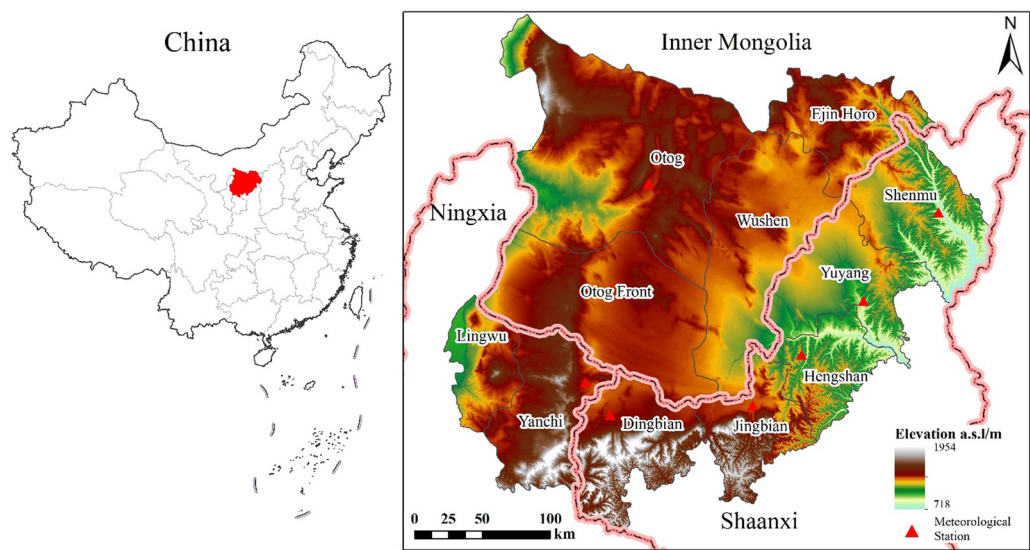 China
Inner Mongolia
N
Ejin Horo
Otog
Shenmu
Ningxia
Wushen
Yuyang
Otog Front
Lingwu
Hengshan
Yanchi
Dingbian
Jingbian
Elevation a.s.l/m
1954
718
Meteorological
Station
Shaanxi
0 25 50 100
km